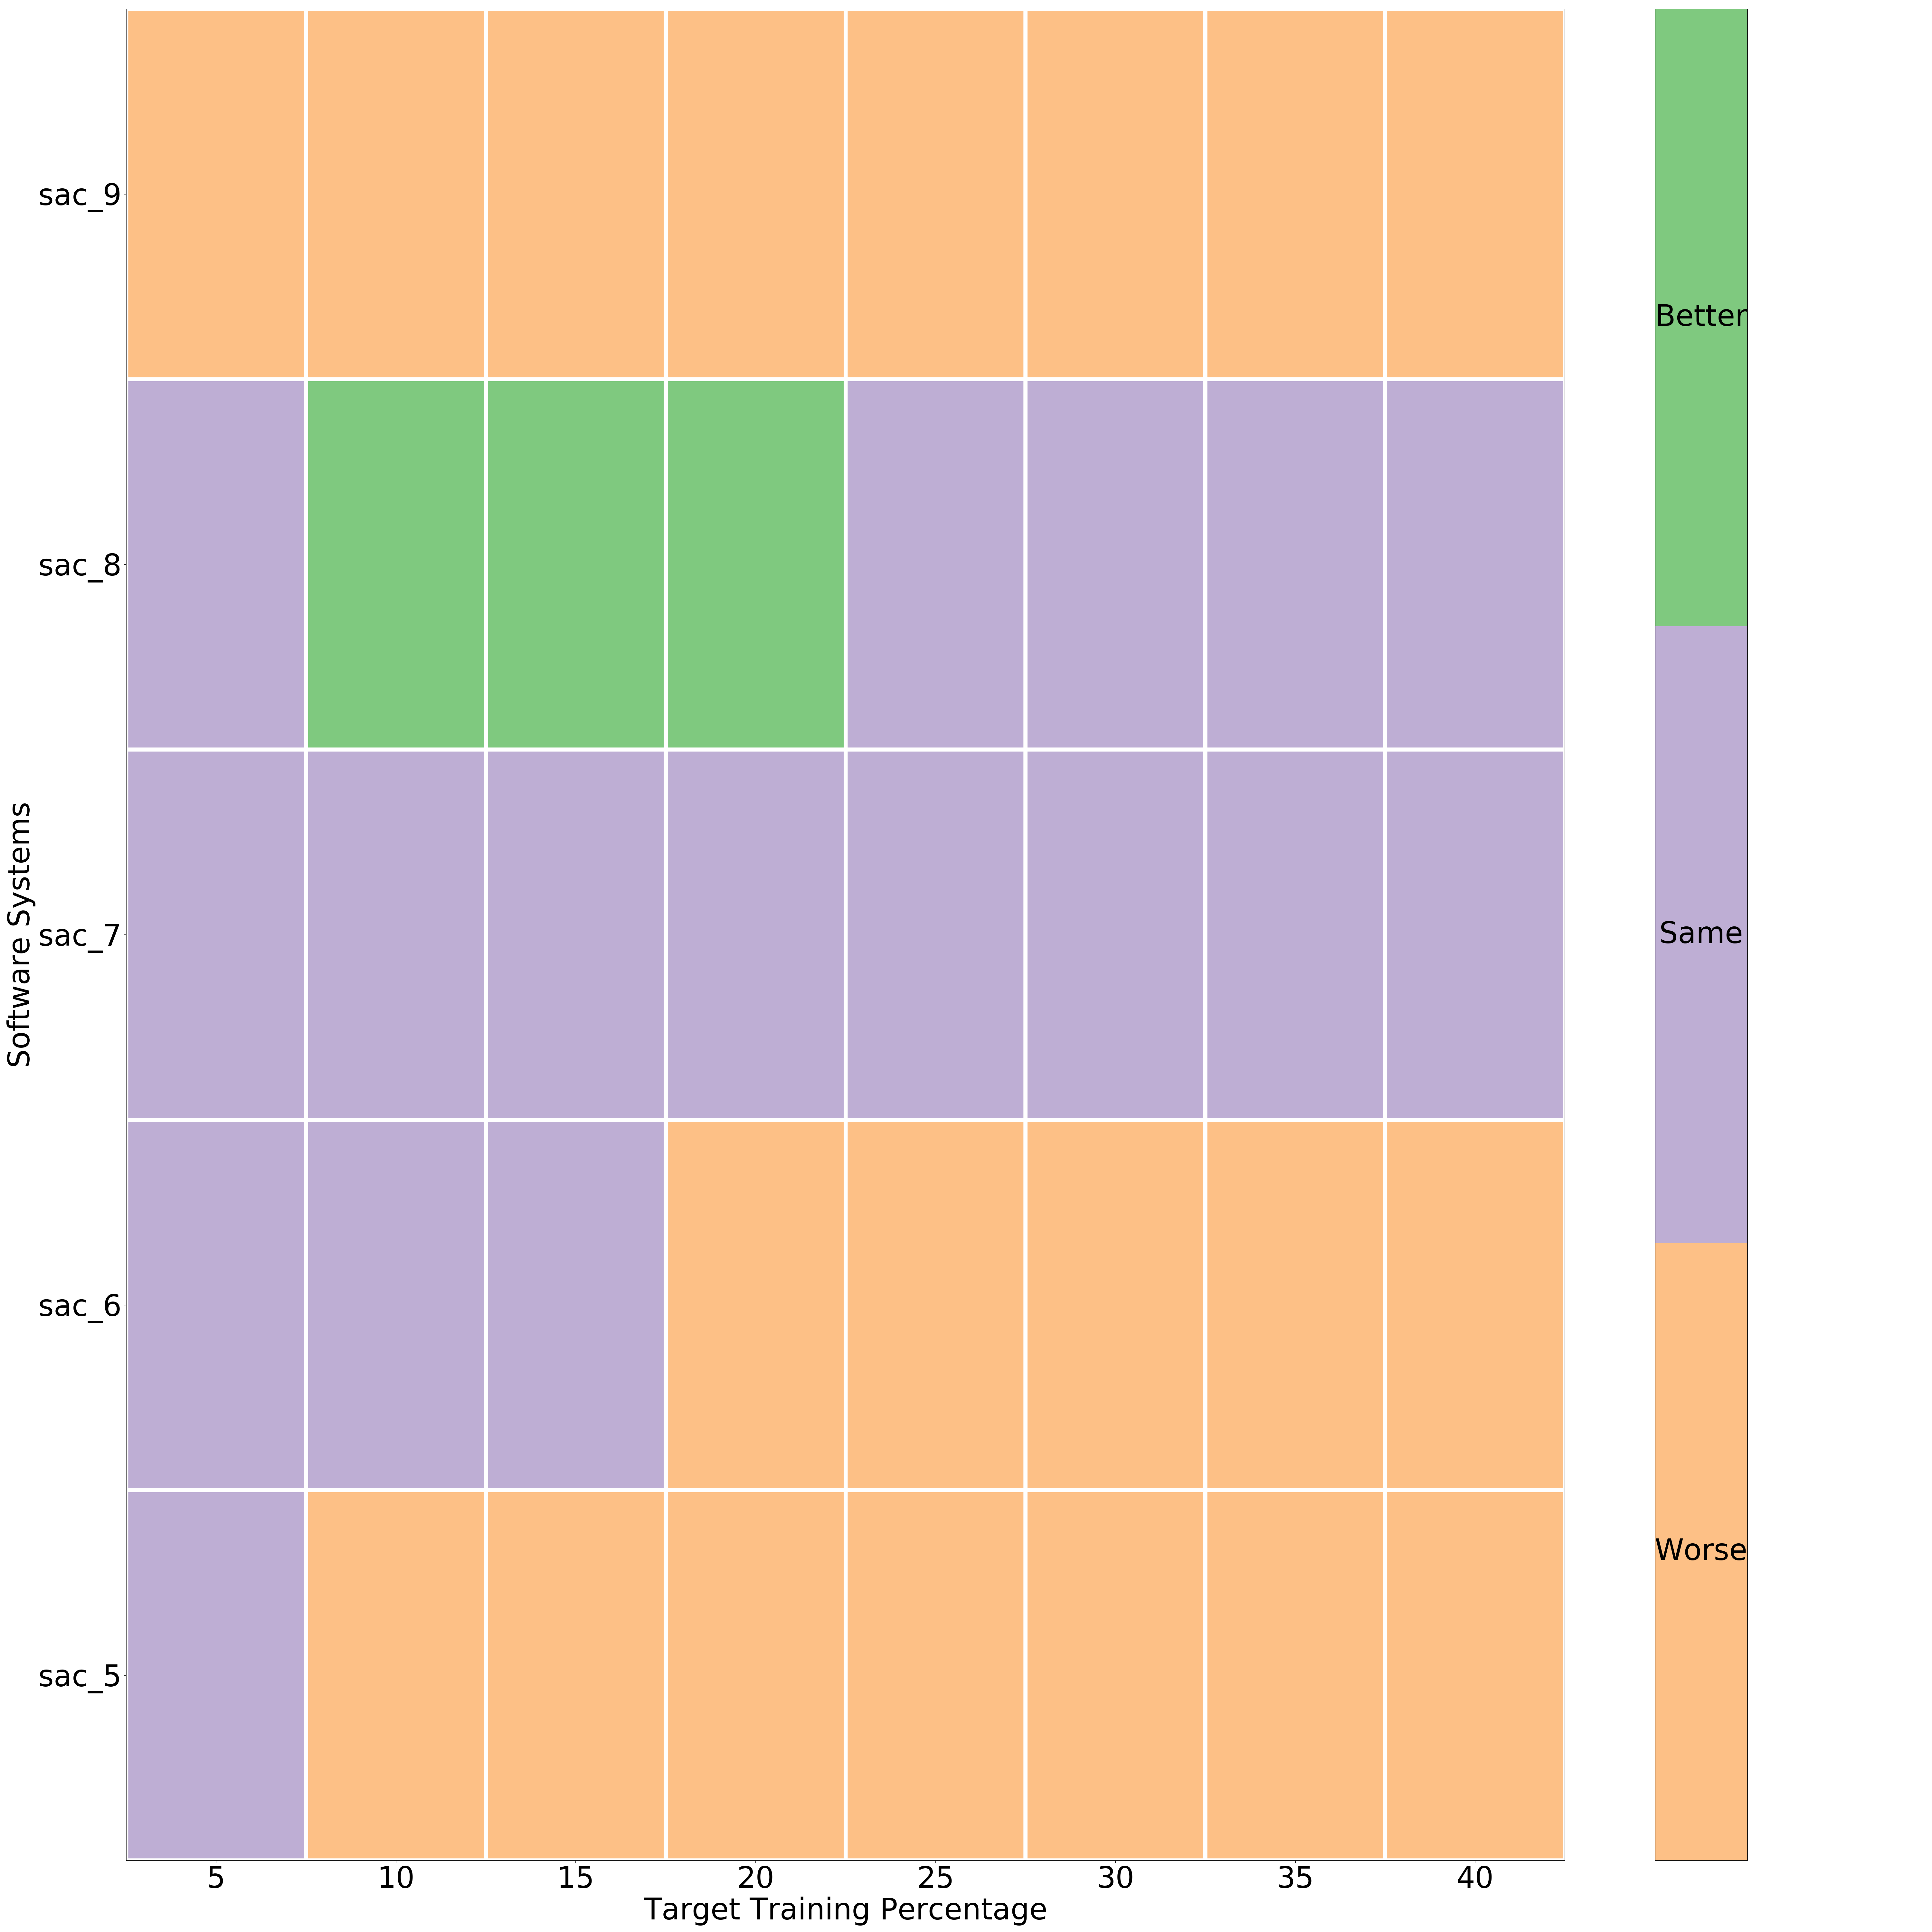 Software Systems
sac_9
sac_8
sac_7
sac_6
sac_5
5 10 15 20 25 30 35 40
Target Training Percentage
Better
Same
Worse